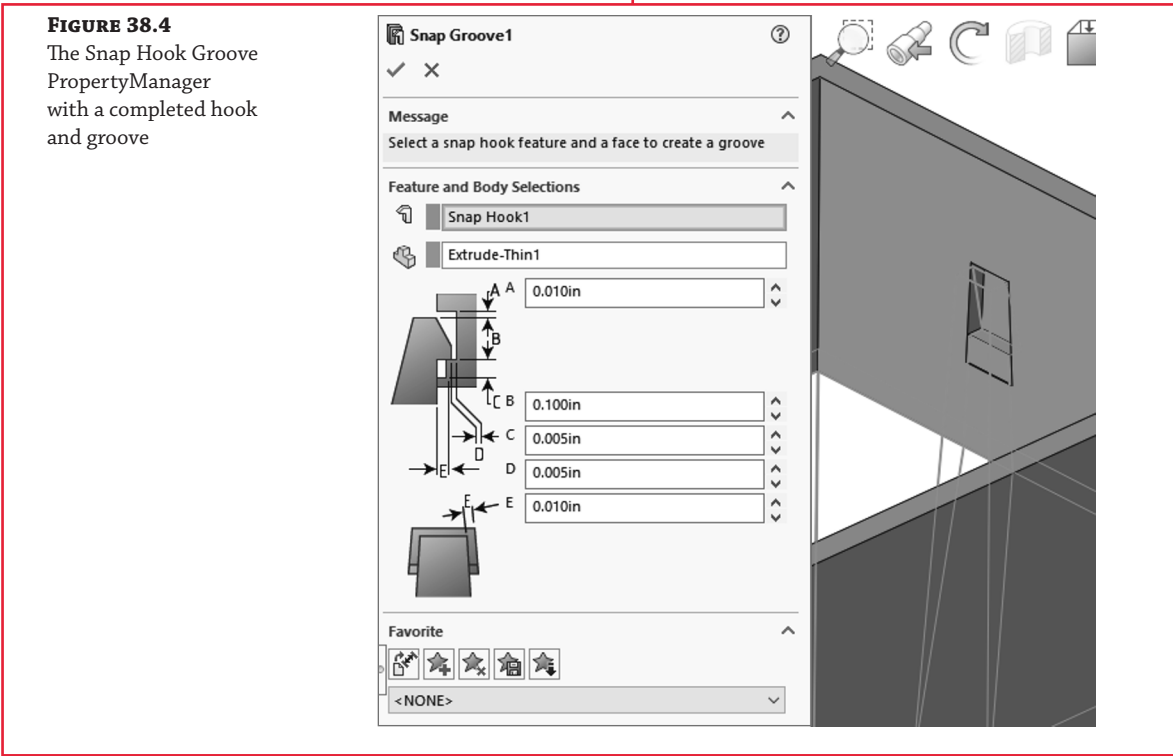 FIGURE 38.4
The Snap Hook Groove
PropertyManager
with a completed hook
and groove
Snap Groove1
Message
Select a snap hook feature and a face to create a groove
Feature and Body Selections
Snap Hook1
Extrude-Thin1
A
A 0.010in
B
C
B 0.100in
C 0.005in
D
D 0.005in
E
E 0.010in
E
Favorite
<NONE>